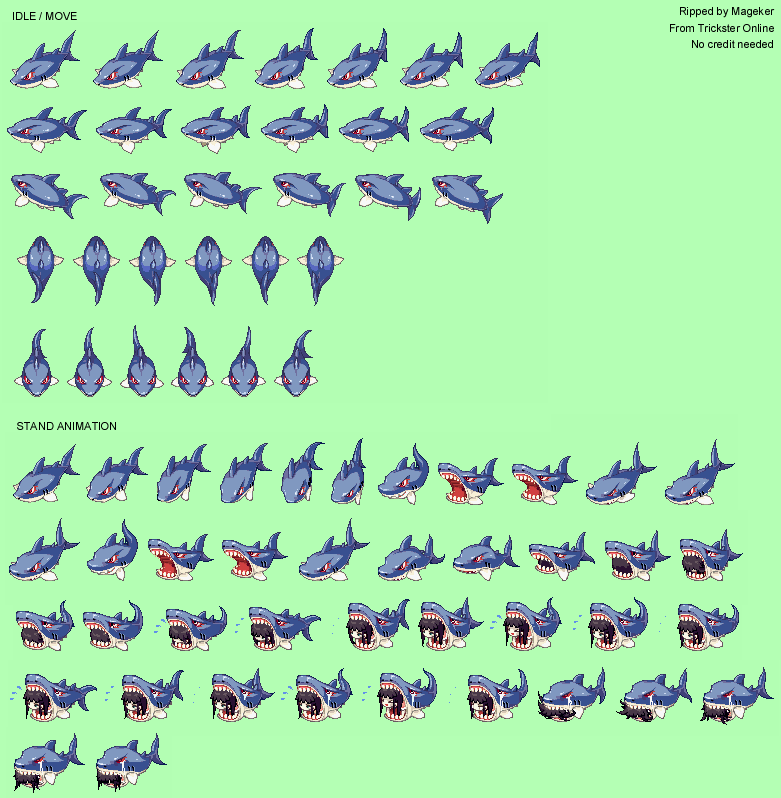 IDLE / MOVE
Ripped by Mageker
From Trickster Online
No credit needed
STAND ANIMATION